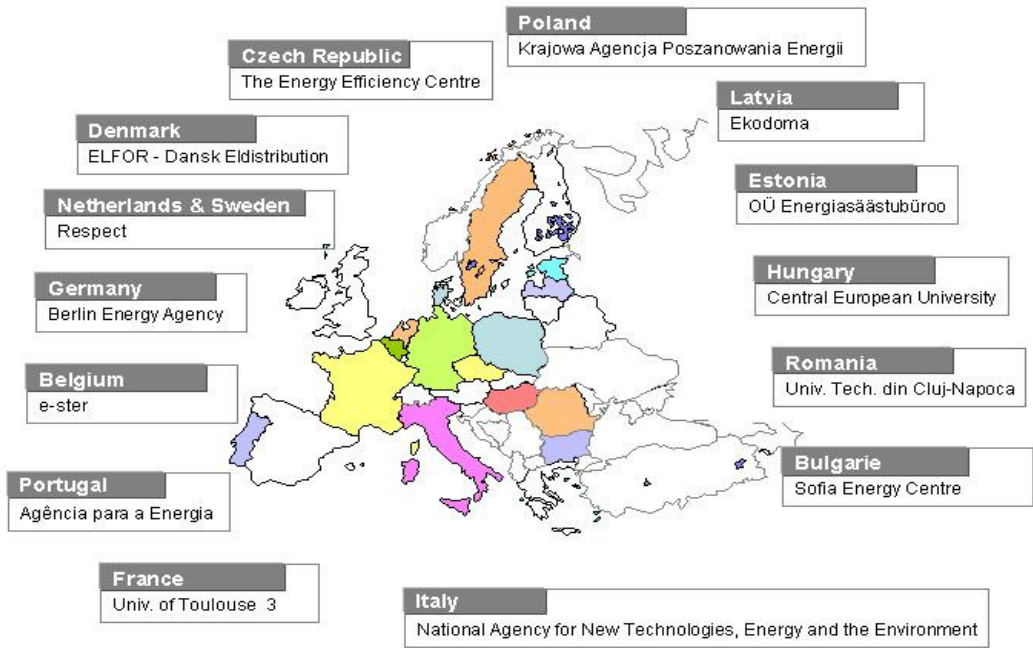 Poland
Krajowa Agencja Poszanowania Energii
Czech Republic
The Energy Efficiency Centre
Latvia
Ekodoma
Denmark
ELFOR - Dansk Eldistribution
Estonia
OÜ Energiasäästubüroo
Netherlands & Sweden
Respect
Hungary
Central European University
Germany
Berlin Energy Agency
Romania
Univ. Tech. din Cluj-Napoca
Belgium
e-ster
Bulgarie
Sofia Energy Centre
Portugal
Agência para a Energia
France
Univ. of Toulouse 3
Italy
National Agency for New Technologies, Energy and the Environment